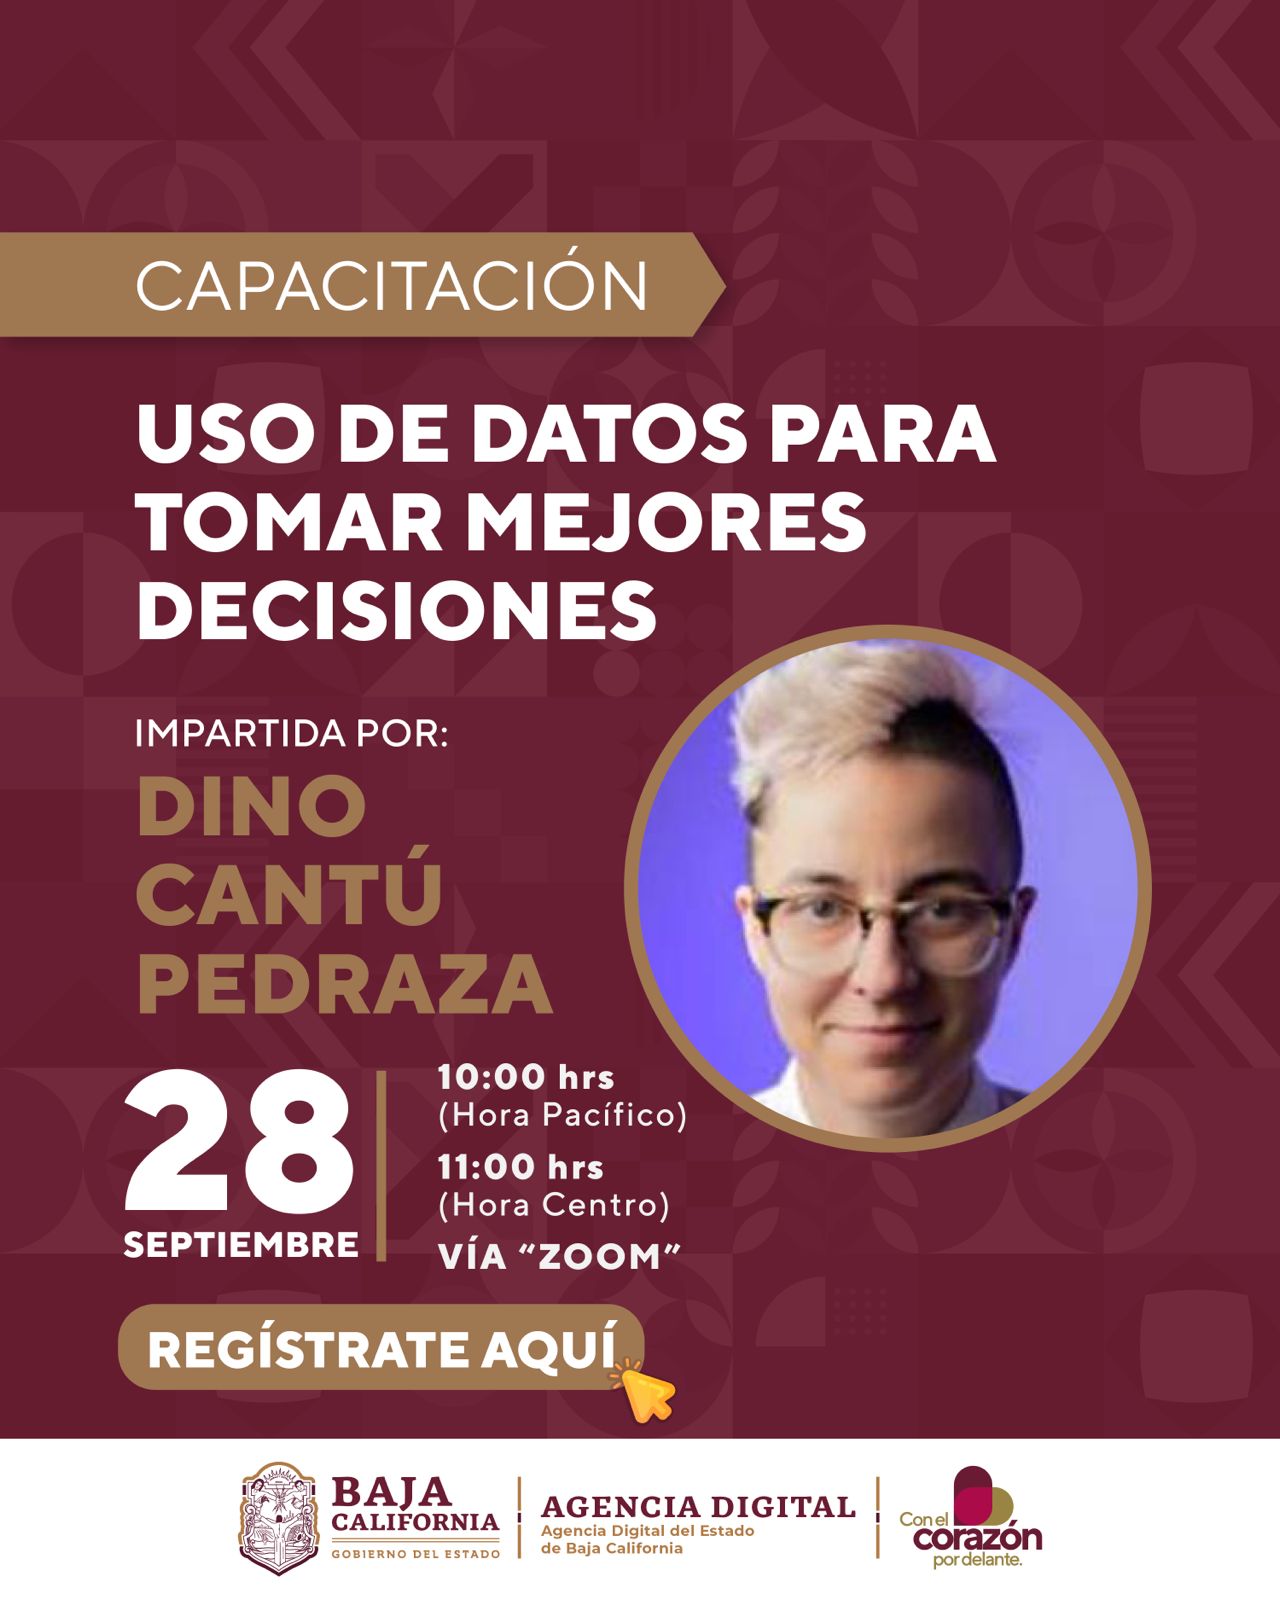 CAPACITACIÓN
USO DE DATOS PARA
TOMAR MEJORES
DECISIONES
IMPARTIDA POR:
DINO
CANTÚ
PEDRAZA
28
SEPTIEMBRE
10:00 hrs
(Hora Pacífico)
11:00 hrs
(Hora Centro)
VÍA “ZOOM”
REGÍSTRATE AQUÍ
BAJA
CALIFORNIA
GOBIERNO DEL ESTADO
AGENCIA DIGITAL
Agencia Digital del Estado
de Baja California
Con el
corazón
por delante.